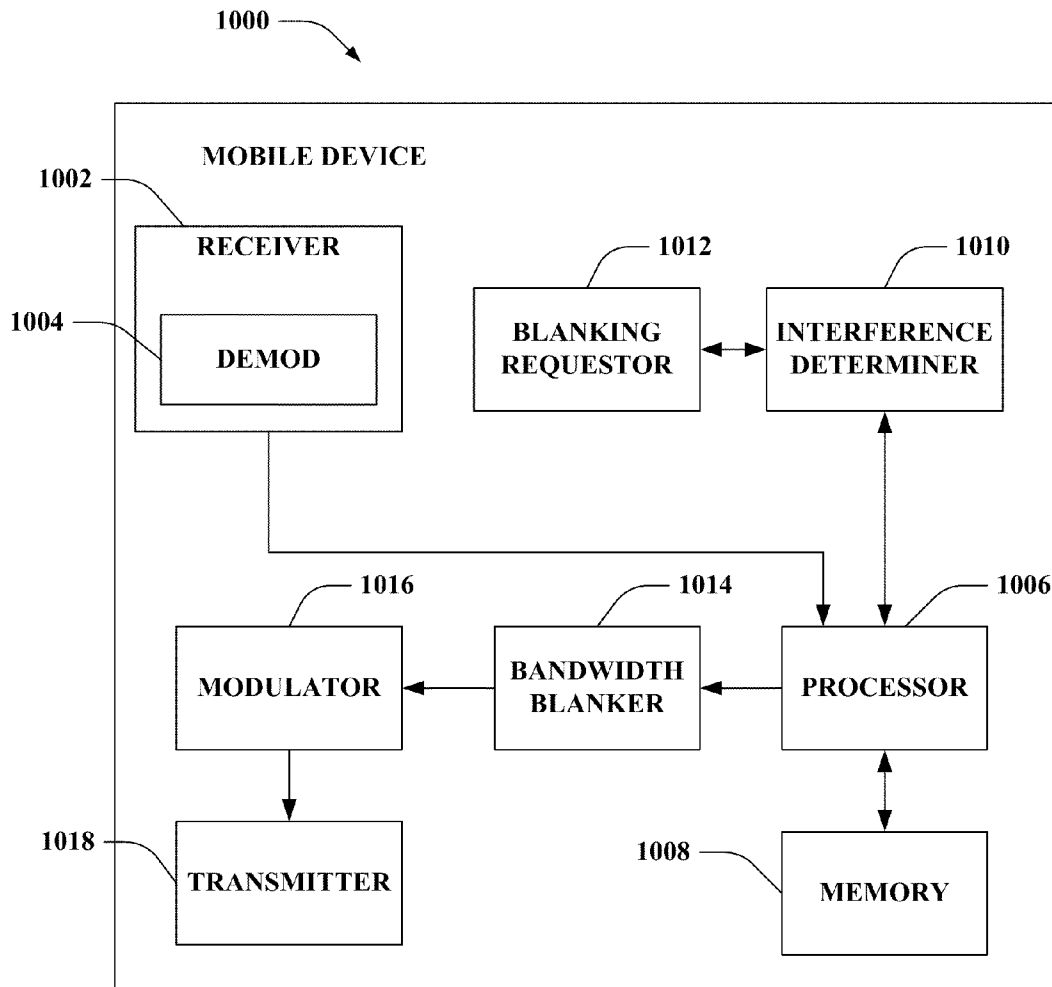 1000
MOBILE DEVICE
1002
RECEIVER
1012
1010
1004
DEMOD
BLANKING
REQUESTOR
INTERFERENCE
DETERMINER
1016
1014
1006
MODULATOR
BANDWIDTH
BLANKER
PROCESSOR
1018
TRANSMITTER
1008
MEMORY